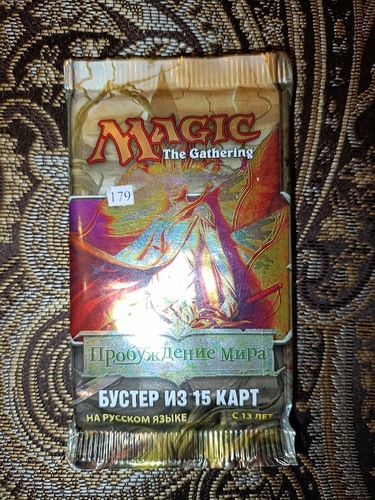 MAGIC
The Gathering
179
Пробуждение Мира
БУСТЕР ИЗ 15 КАРТ
НА РУССКОМ ЯЗЫКЕ
С 13 ЛЕТ